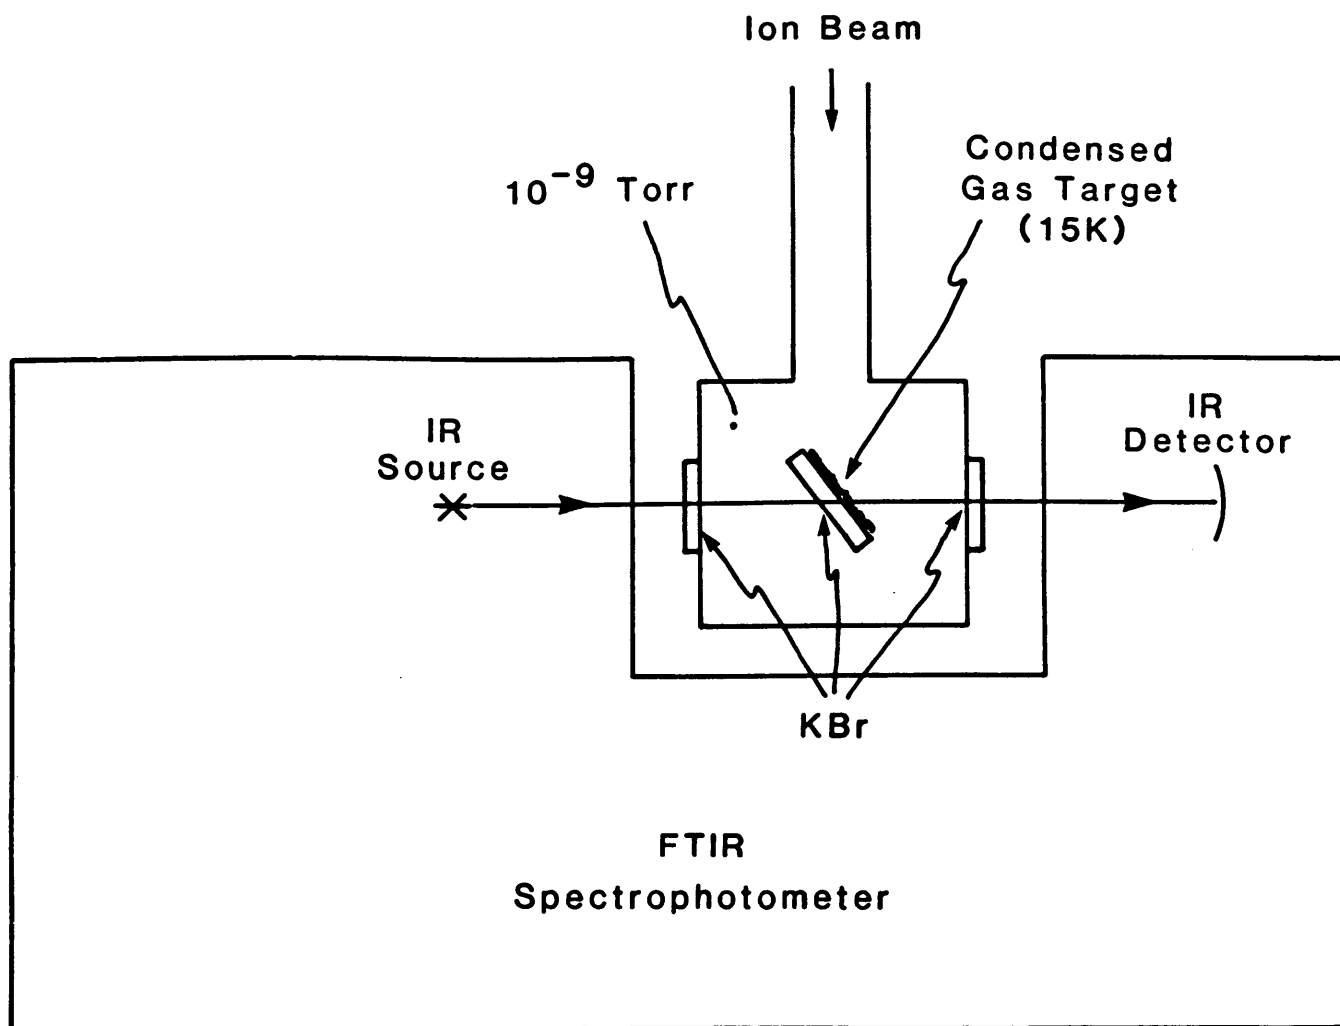 Ion Beam
Condensed
Gas Target
(15K)
10⁻⁹ Torr
IR
Source
IR
Detector
KBr
FTIR
Spectrophotometer